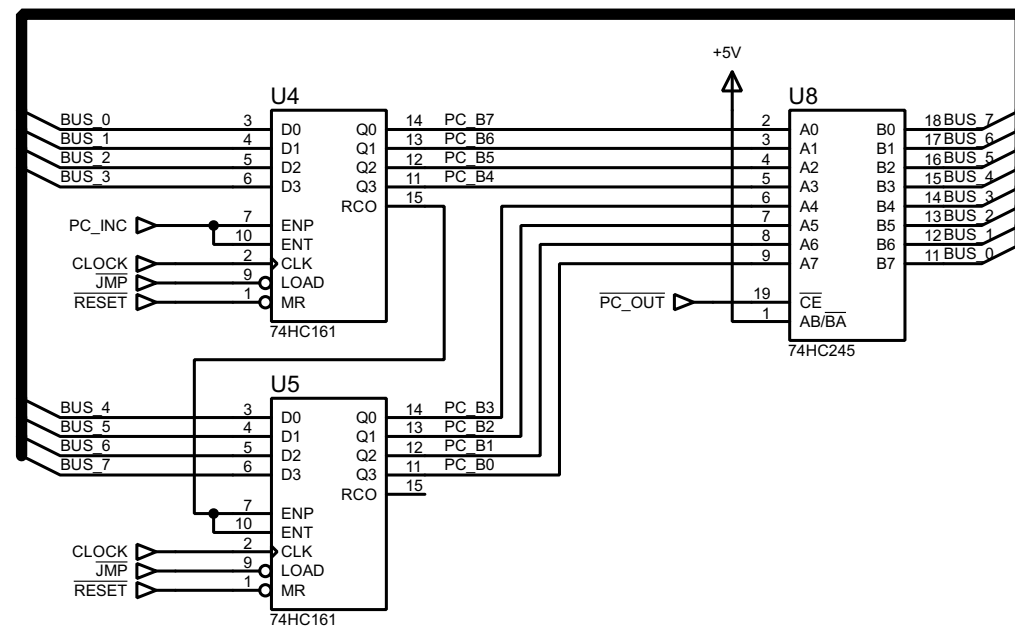 +5V
U4
BUS_0 3 D0 Q0 14 PC_B7
BUS_1 4 D1 Q1 13 PC_B6
BUS_2 5 D2 Q2 12 PC_B5
BUS_3 6 D3 Q3 11 PC_B4
RCO 15
PC_INC 7 ENP
10 ENT
CLOCK 2 CLK
JMP 9 LOAD
RESET 1 MR
74HC161
U8
2 A0 B0 18 BUS_7
3 A1 B1 17 BUS_6
4 A2 B2 16 BUS_5
5 A3 B3 15 BUS_4
6 A4 B4 14 BUS_3
7 A5 B5 13 BUS_2
8 A6 B6 12 BUS_1
9 A7 B7 11 BUS_0
PC_OUT 19 CE
1 AB/BA
74HC245
U5
BUS_4 3 D0 Q0 14 PC_B3
BUS_5 4 D1 Q1 13 PC_B2
BUS_6 5 D2 Q2 12 PC_B1
BUS_7 6 D3 Q3 11 PC_B0
RCO 15
7 ENP
10 ENT
CLOCK 2 CLK
JMP 9 LOAD
RESET 1 MR
74HC161